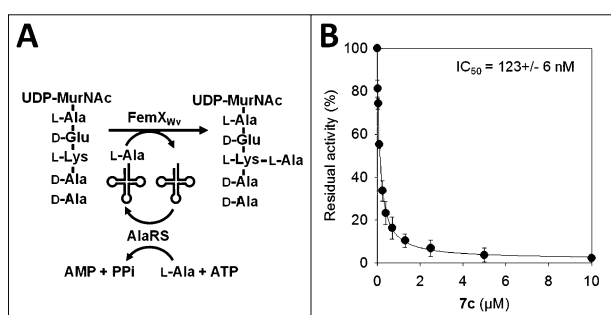 A
UDP-MurNAc
L-Ala
D-Glu
L-Lys
D-Ala
D-Ala
FemXWv
L-Ala
AlaRS
AMP + PPi
L-Ala + ATP
UDP-MurNAc
L-Ala
D-Glu
L-Lys–L-Ala
D-Ala
D-Ala
B
IC50 = 123+/- 6 nM
Residual activity (%)
100
80
60
40
20
0
0 2 4 6 8 10
7c (µM)